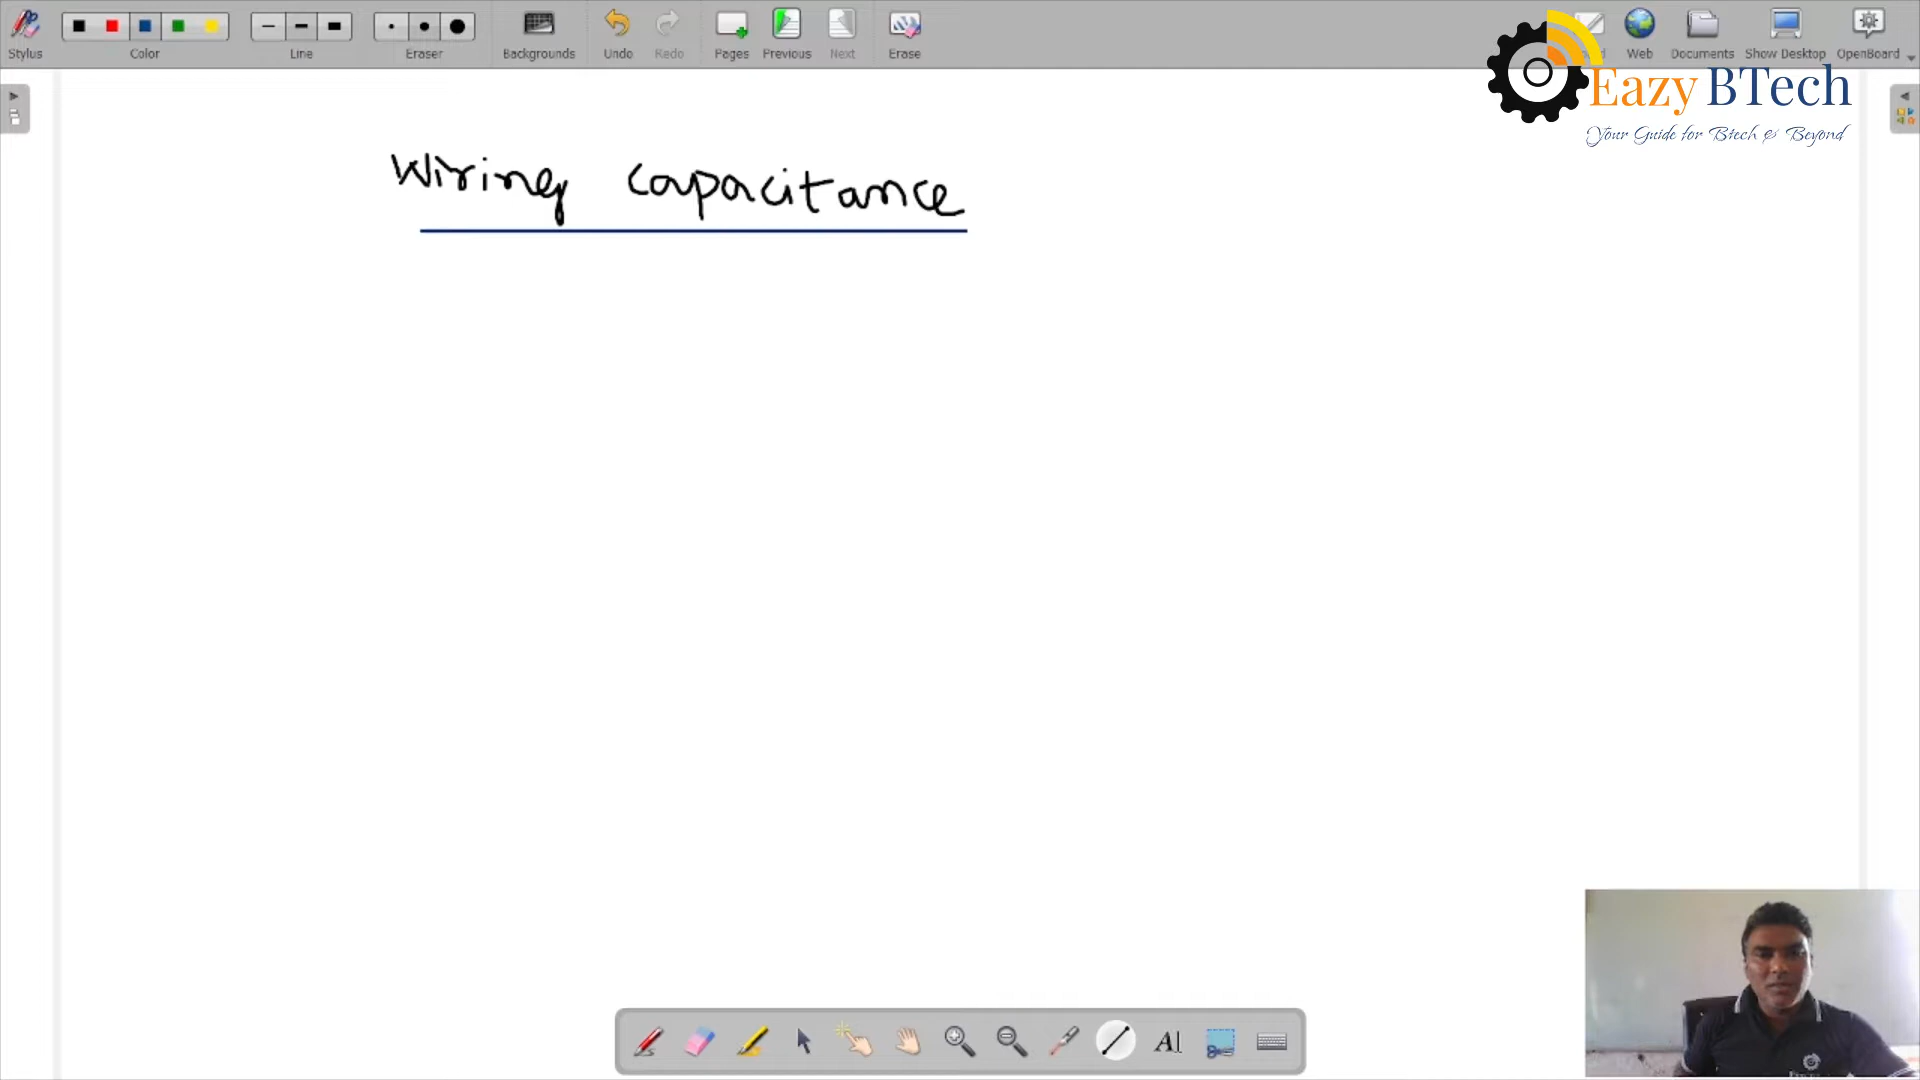 Stylus Color Line Eraser Backgrounds Undo Redo Pages Previous Next Erase Web Documents Show Desktop OpenBoard
Eazy BTech
Your Guide for Btech & Beyond
Wiring capacitance
AI